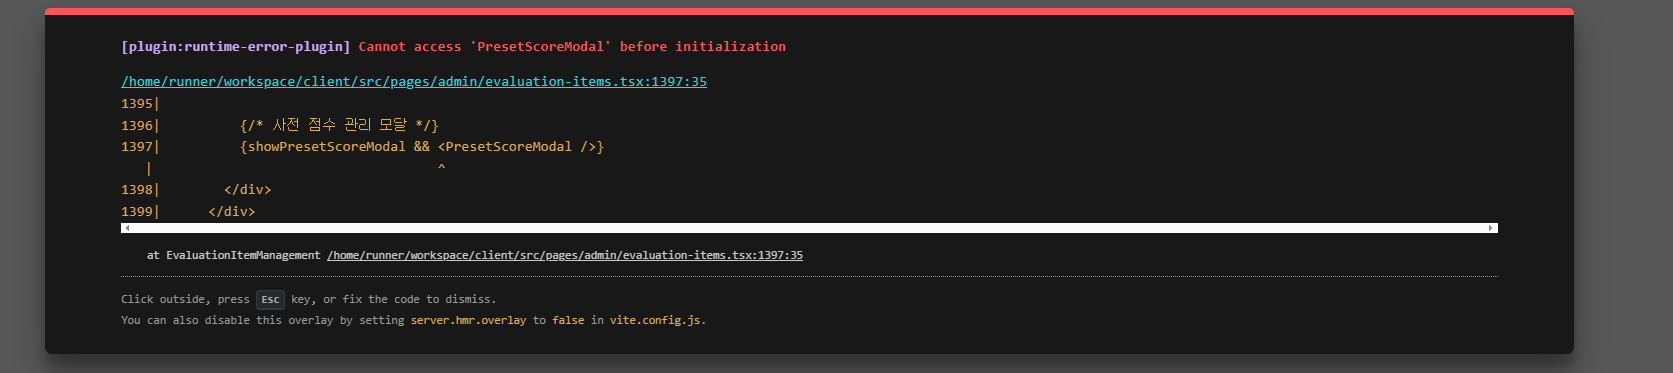 [plugin:runtime-error-plugin] Cannot access 'PresetScoreModal' before initialization
/home/runner/workspace/client/src/pages/admin/evaluation-items.tsx:1397:35
1395|
1396|          {/* 사전 점수 관리 모달 */}
1397|          {showPresetScoreModal && <PresetScoreModal />}
   |                                   ^
1398|        </div>
1399|      </div>
at EvaluationItemManagement /home/runner/workspace/client/src/pages/admin/evaluation-items.tsx:1397:35
Click outside, press Esc key, or fix the code to dismiss.
You can also disable this overlay by setting server.hmr.overlay to false in vite.config.js.